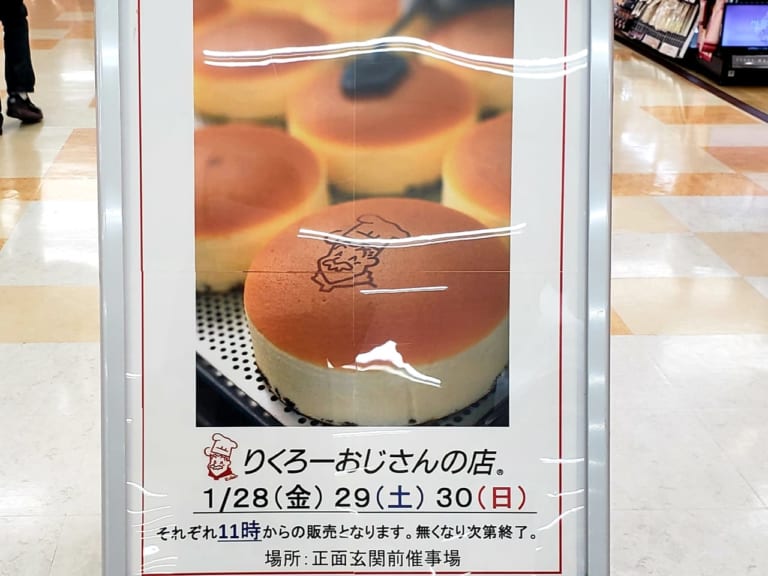 りくろーおじさんの店®
1/28(金) 29(土) 30(日)
それぞれ11時からの販売となります。無くなり次第終了。
場所:正面玄関前催事場